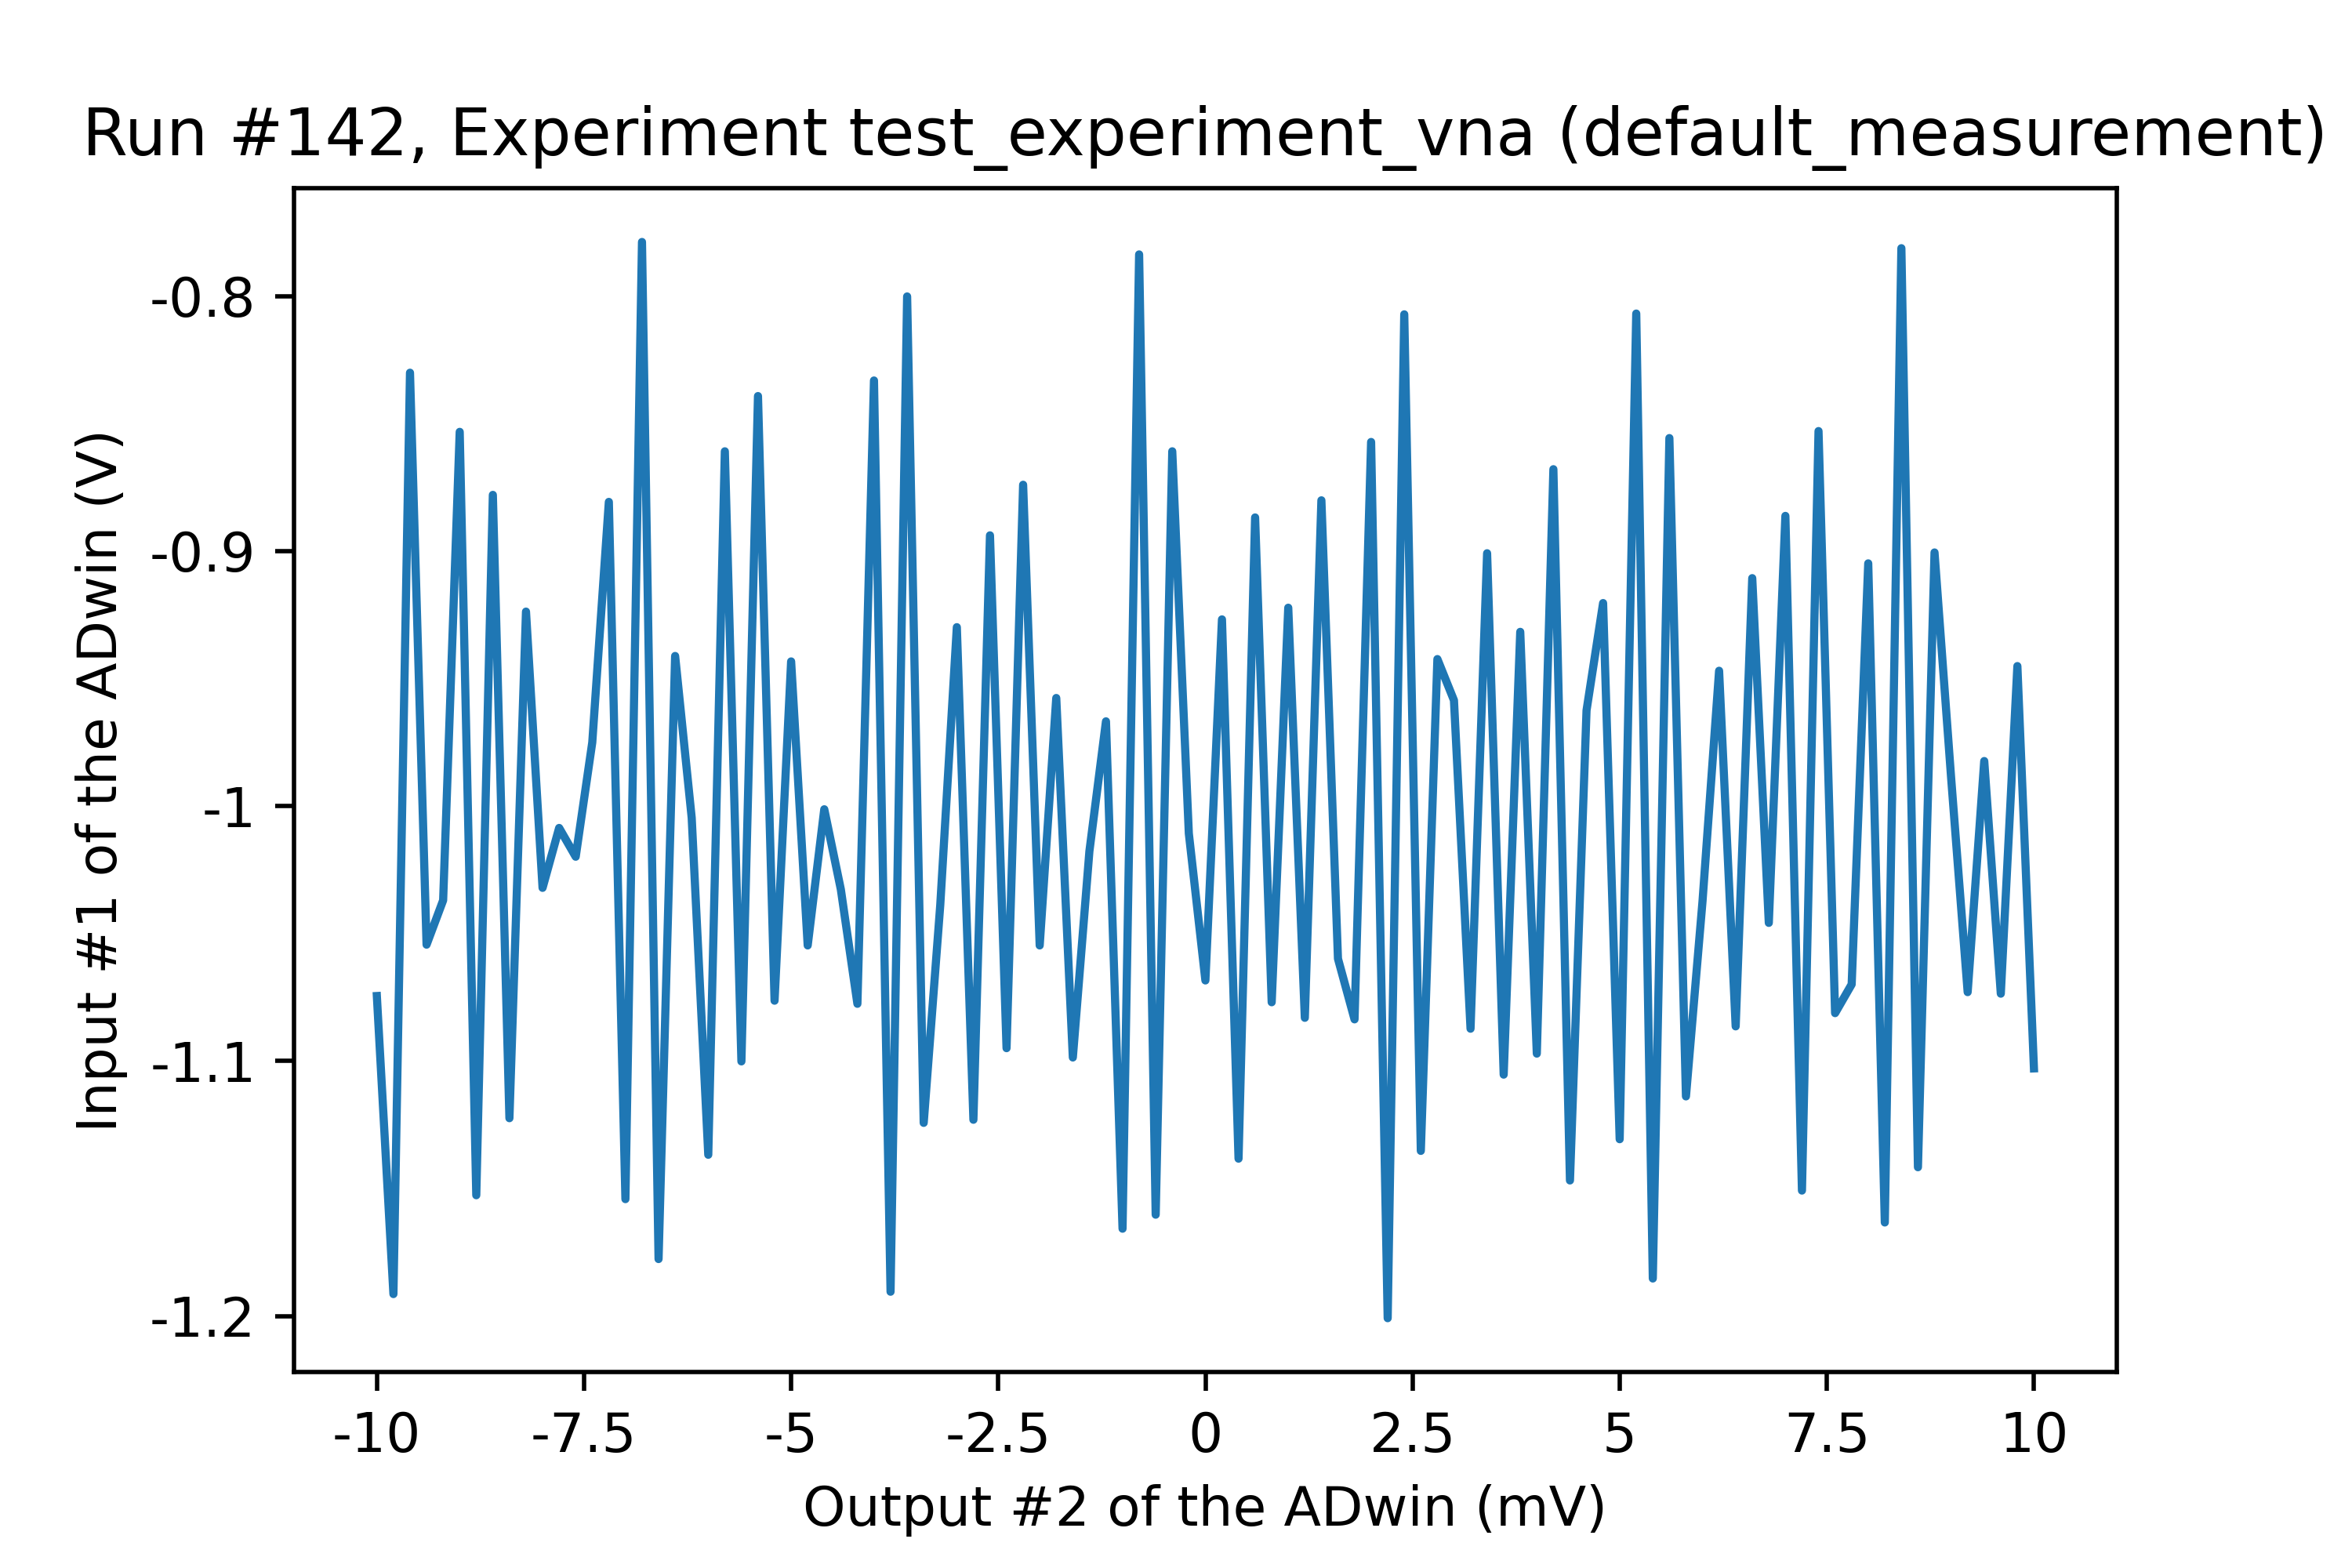 Run #142, Experiment test_experiment_vna (default_measurement)
Input #1 of the ADwin (V)
-0.8
-0.9
-1
-1.1
-1.2
-10 -7.5 -5 -2.5 0 2.5 5 7.5 10
Output #2 of the ADwin (mV)